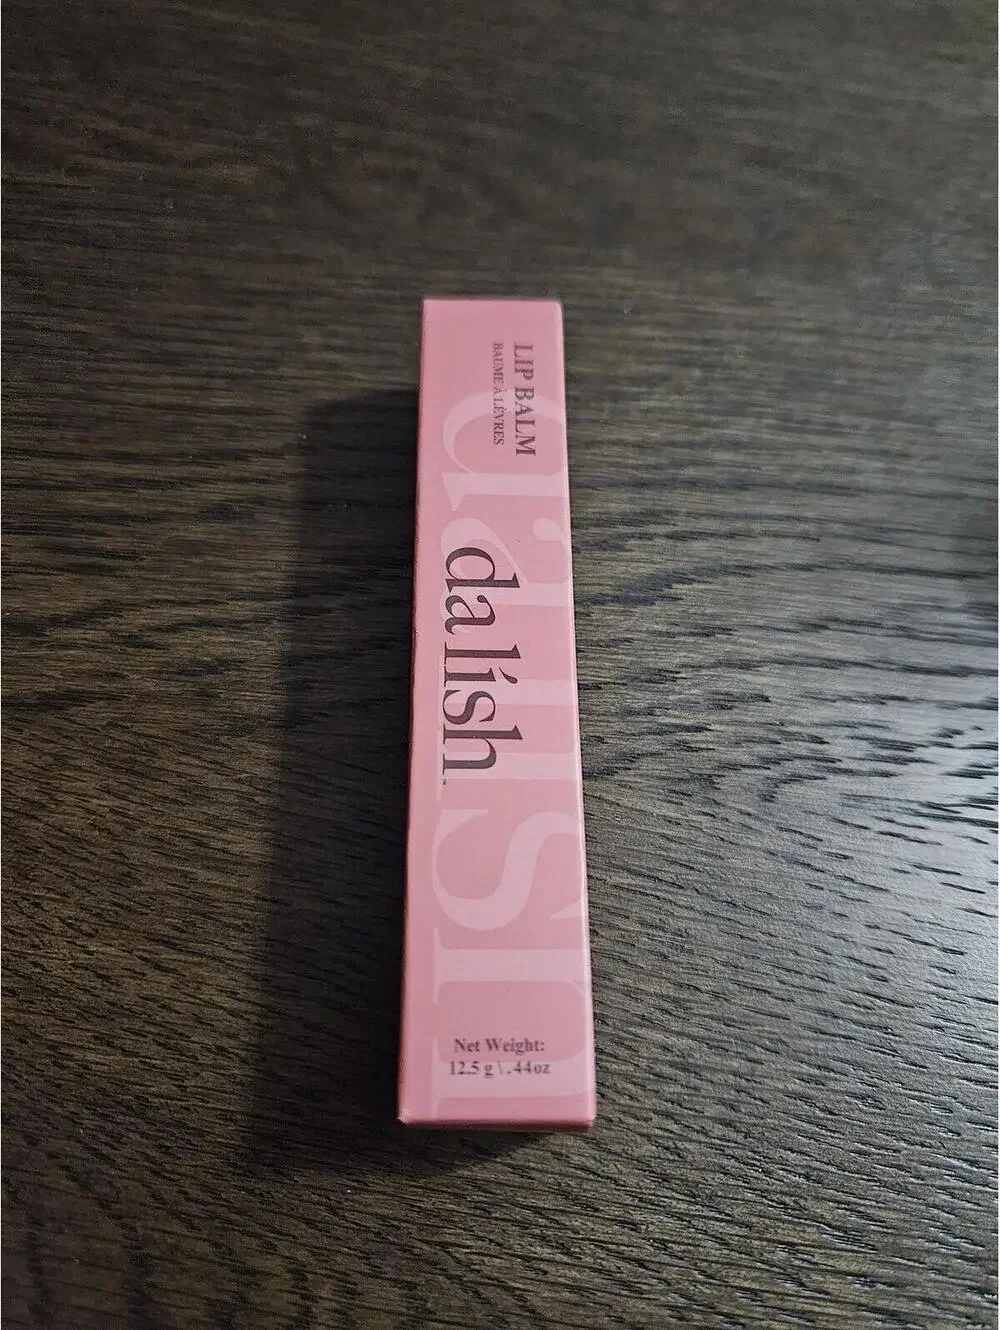 LIP BALM
BAUME À LÈVRES
da lish
Net Weight:
12.5 g \ .44oz